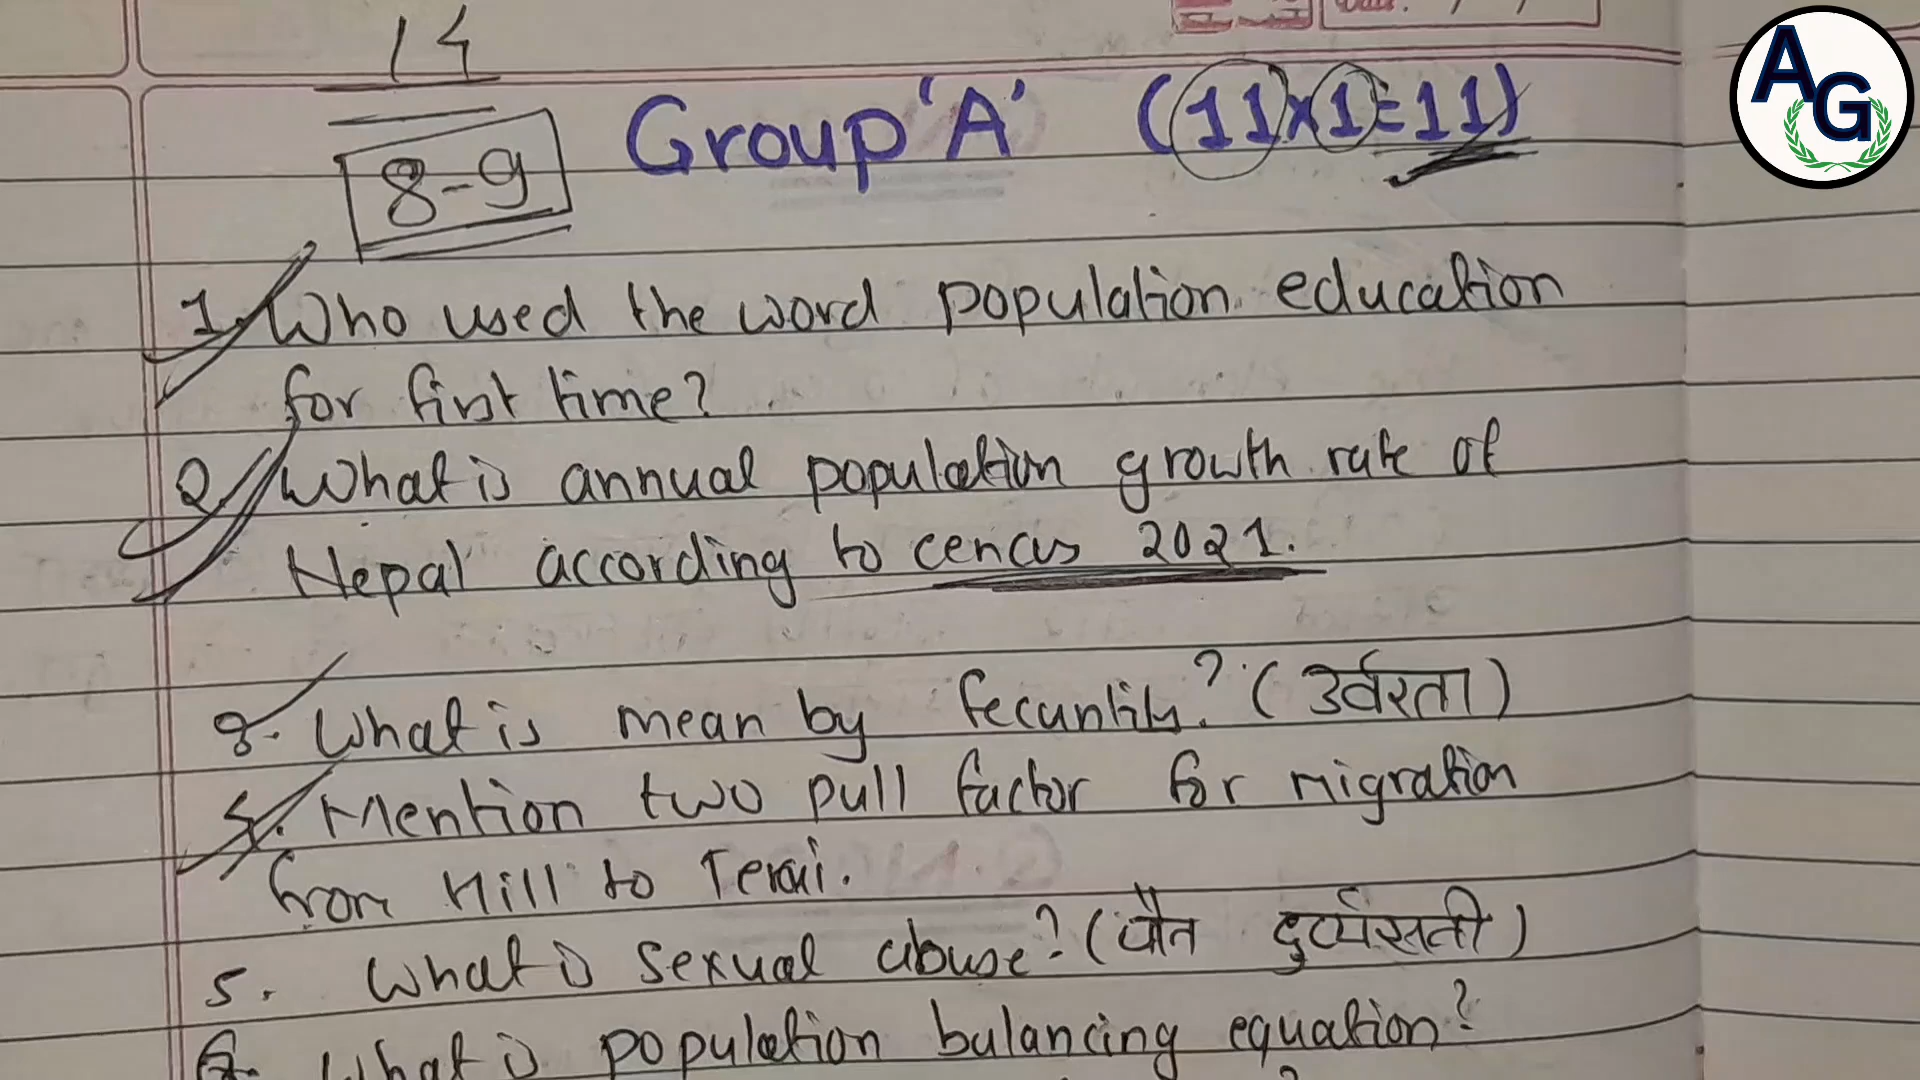 14
8-9
Group 'A' (11×1=11)
1. Who used the word population education
for first time?
2. What is annual population growth rate of
Nepal according to cencus 2021.
3. What is mean by fecuntity? (उर्वरता)
4. Mention two pull factor for migration
from Hill to Terai.
5. What is sexual abuse? (यौन दुर्व्यसती)
6. What is population balancing equation?
AG